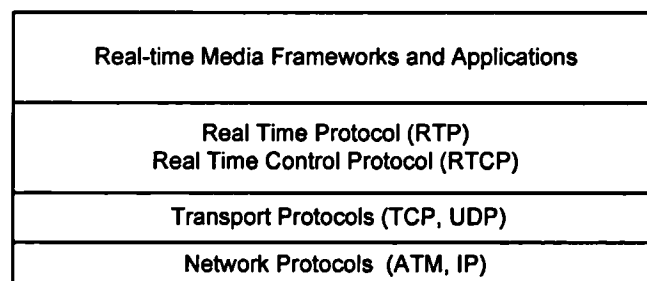 Real-time Media Frameworks and Applications
Real Time Protocol (RTP)
Real Time Control Protocol (RTCP)
Transport Protocols (TCP, UDP)
Network Protocols (ATM, IP)